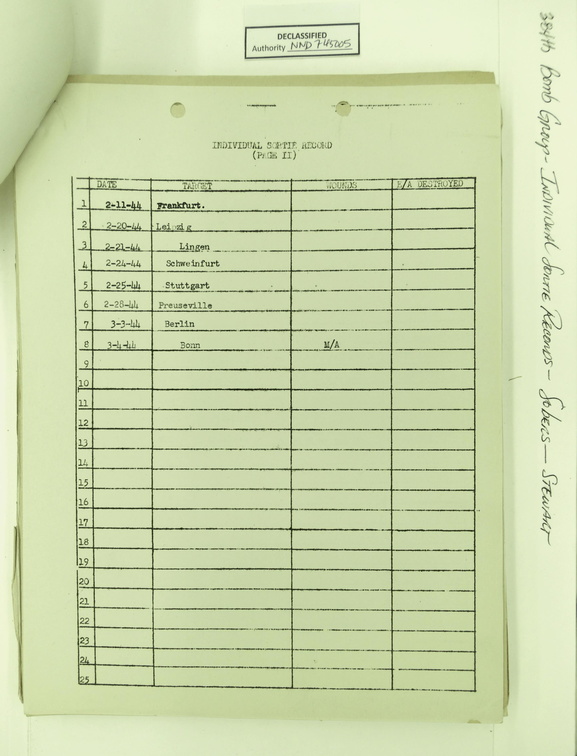 DECLASSIFIED
Authority NND 745005
384th Bomb Group - Individual Sortie Records - Sobers - Stewart
INDIVIDUAL SORTIE RECORD
(PAGE II)
DATE TARGET WOUNDS E/A DESTROYED
1 2-11-44 Frankfurt.
2 2-20-44 Leipzig
3 2-21-44 Lingen
4 2-24-44 Schweinfurt
5 2-25-44 Stuttgart
6 2-28-44 Preuseville
7 3-3-44 Berlin
8 3-4-44 Bonn M/A
9
10
11
12
13
14
15
16
17
18
19
20
21
22
23
24
25